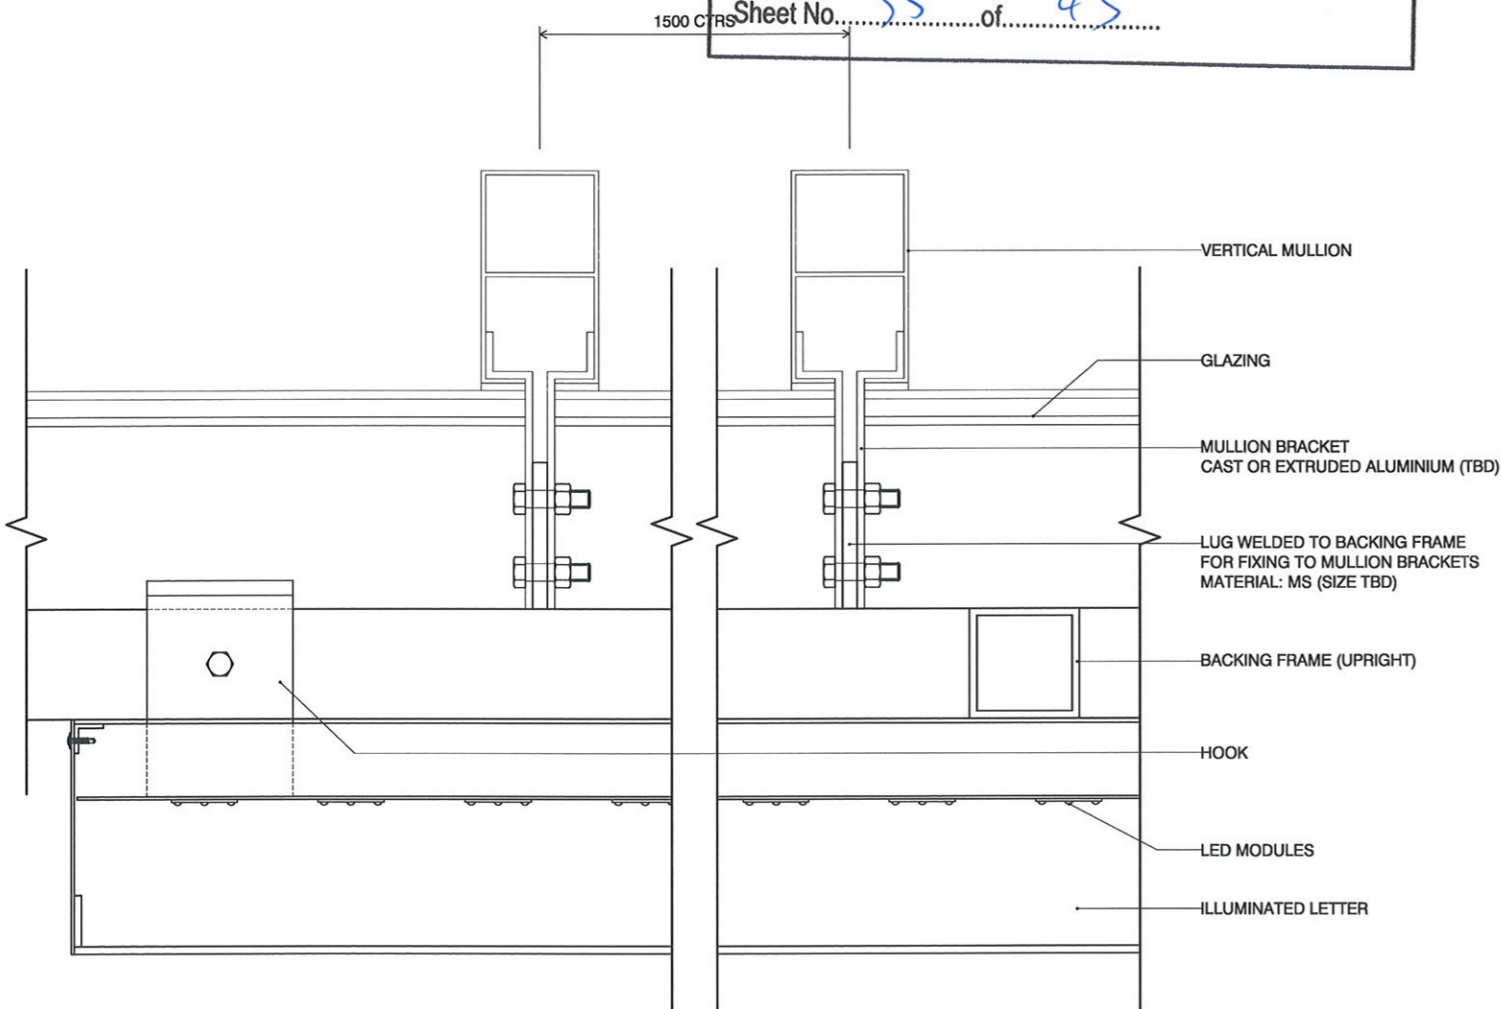 Sheet No. of
1500 CTRS
VERTICAL MULLION
GLAZING
MULLION BRACKET
CAST OR EXTRUDED ALUMINIUM (TBD)
LUG WELDED TO BACKING FRAME
FOR FIXING TO MULLION BRACKETS
MATERIAL: MS (SIZE TBD)
BACKING FRAME (UPRIGHT)
HOOK
LED MODULES
ILLUMINATED LETTER